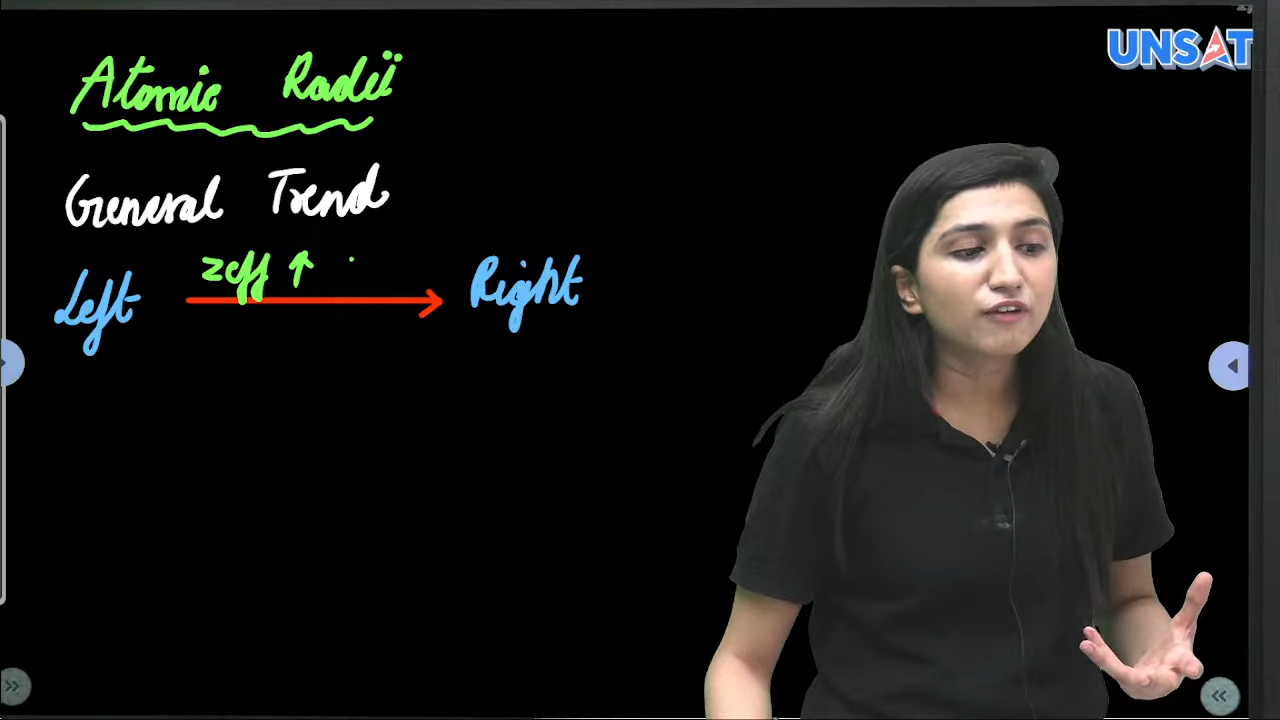 UNSAT
Atomic Radii
General Trend
Left Zeff ↑ Right